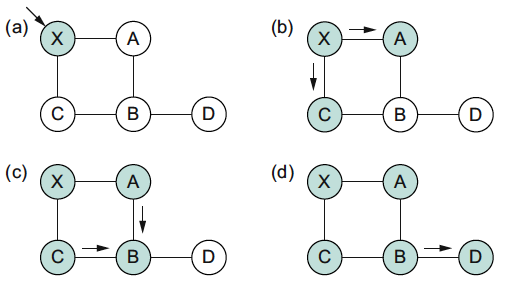 (a) X A
C B D
(b) X A
C B D
(c) X A
C B D
(d) X A
C B D